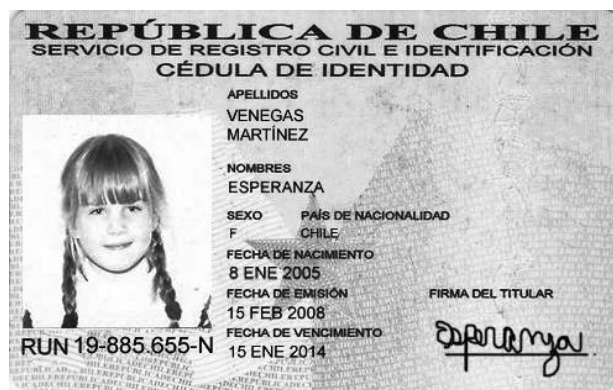 REPÚBLICA DE CHILE
SERVICIO DE REGISTRO CIVIL E IDENTIFICACIÓN
CÉDULA DE IDENTIDAD
APELLIDOS
VENEGAS
MARTÍNEZ
NOMBRES
ESPERANZA
SEXO PAÍS DE NACIONALIDAD
F CHILE
FECHA DE NACIMIENTO
8 ENE 2005
FECHA DE EMISIÓN FIRMA DEL TITULAR
15 FEB 2008
FECHA DE VENCIMIENTO
15 ENE 2014
RUN 19-885.655-N
Esperanza